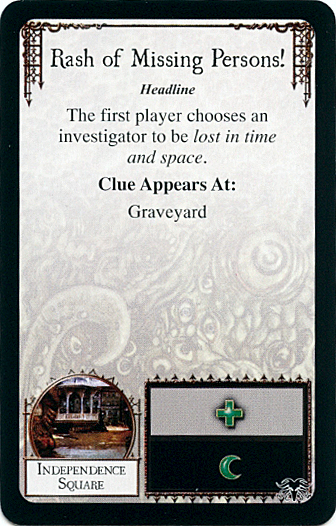 Rash of Missing Persons!
Headline
The first player chooses an
investigator to be lost in time
and space.
Clue Appears At:
Graveyard
INDEPENDENCE
SQUARE